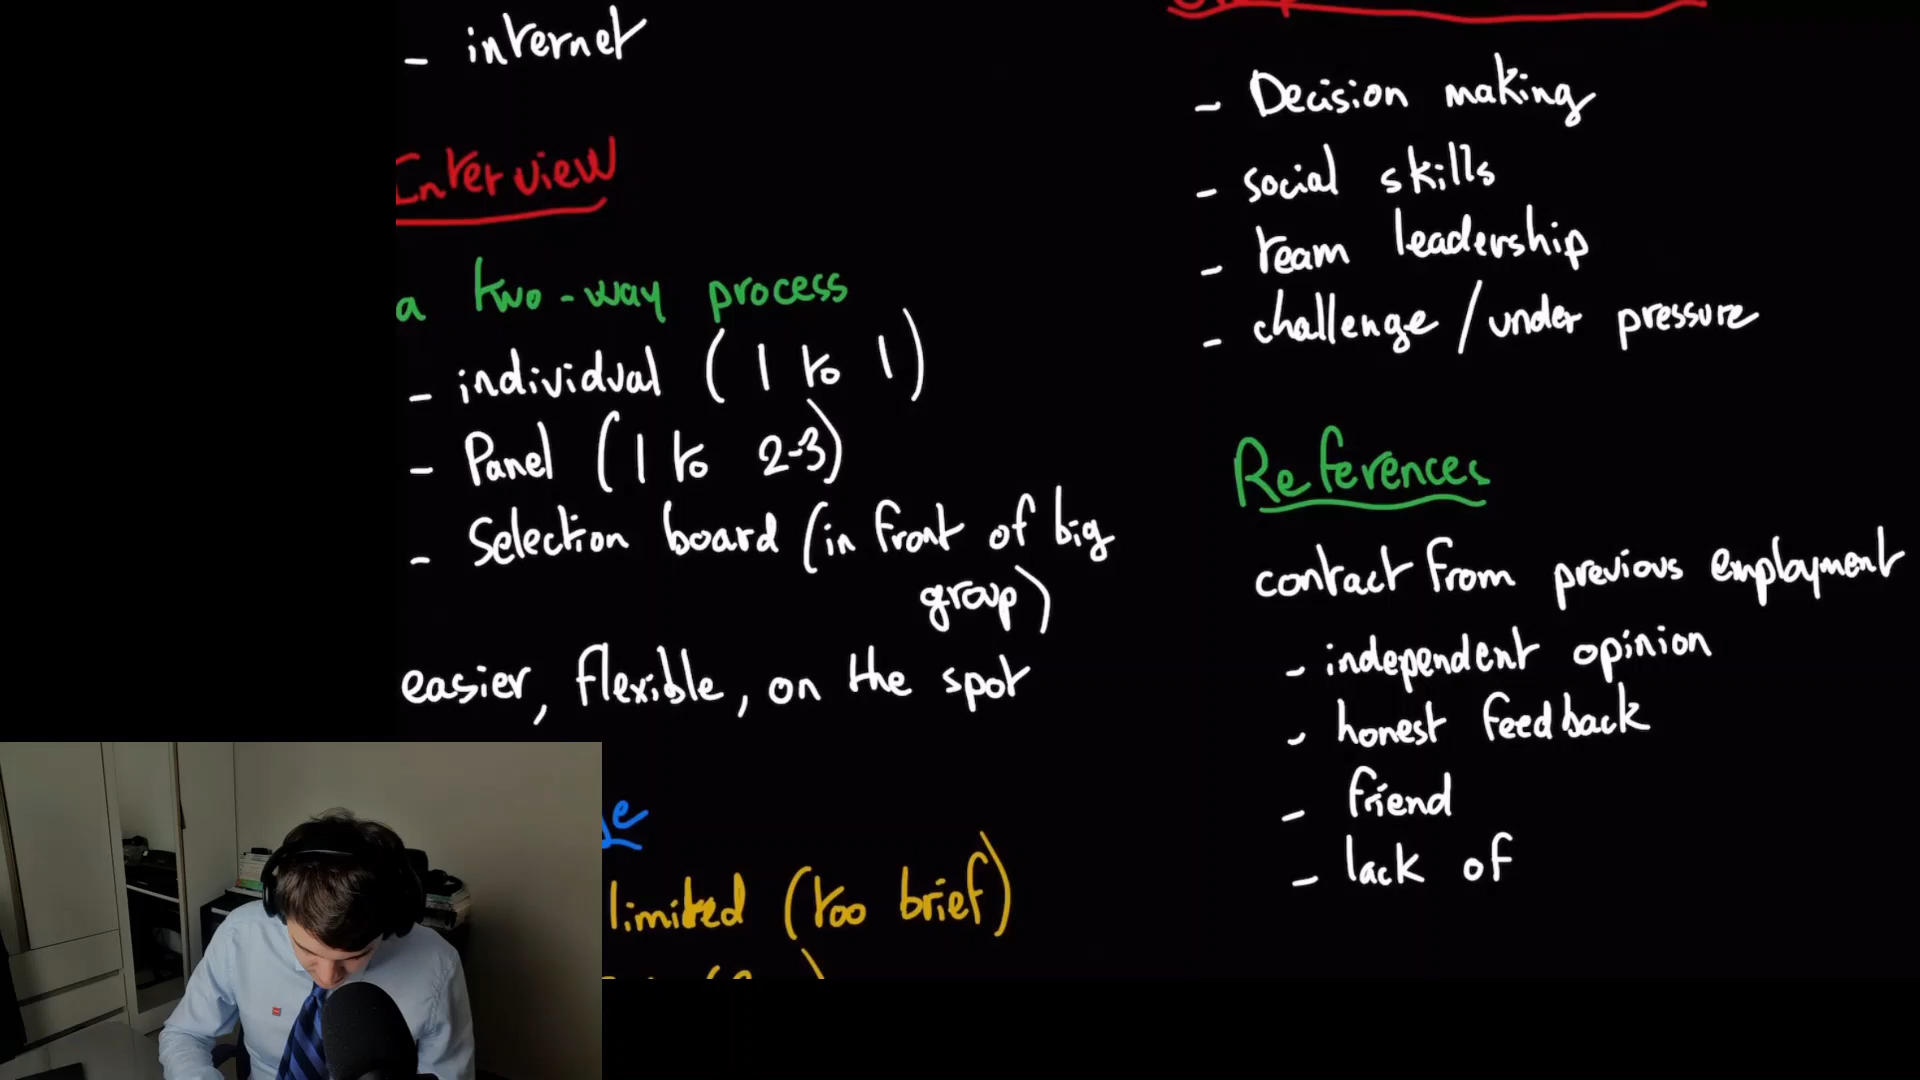 - internet
Interview
a two-way process
- individual (1 to 1)
- Panel (1 to 2-3)
- Selection board (in front of big
group)
easier, flexible, on the spot
limited (too brief)
- Decision making
- social skills
- team leadership
- challenge / under pressure
References
contact from previous employment
- independent opinion
- honest feedback
- friend
- lack of